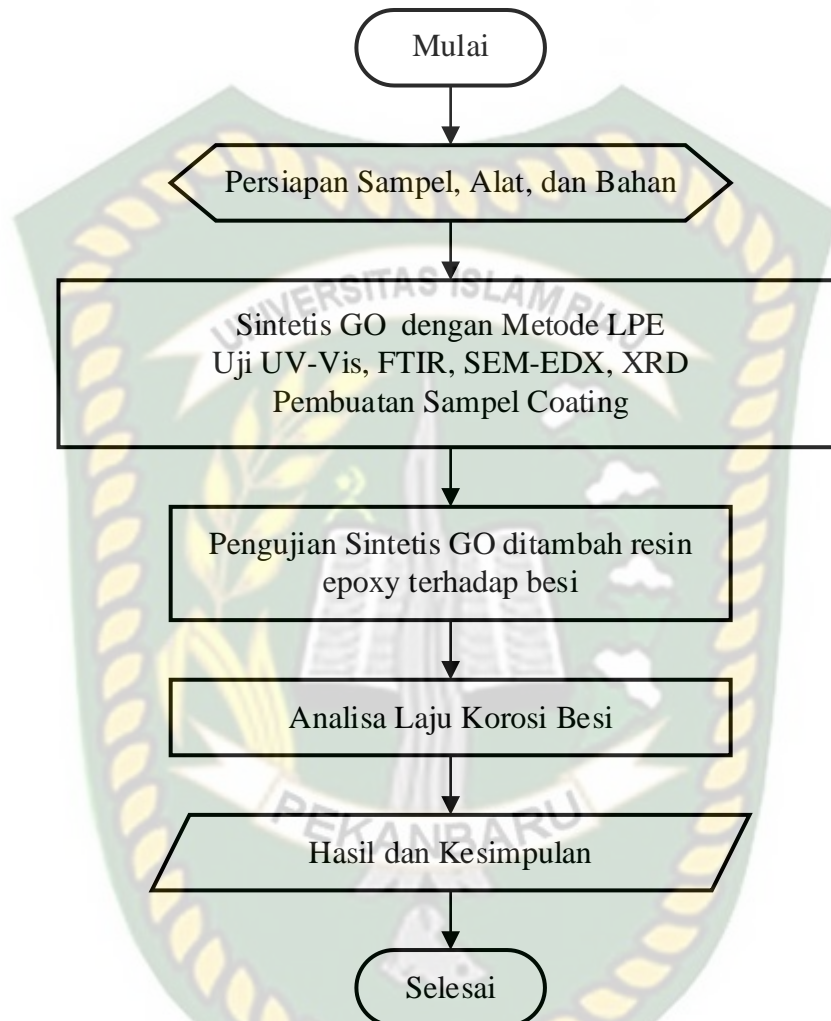 Mulai
Persiapan Sampel, Alat, dan Bahan
UNIVERSITAS ISLAM RIAU
Sintetis GO dengan Metode LPE
Uji UV-Vis, FTIR, SEM-EDX, XRD
Pembuatan Sampel Coating
Pengujian Sintetis GO ditambah resin
epoxy terhadap besi
Analisa Laju Korosi Besi
PEKANBARU
Hasil dan Kesimpulan
Selesai